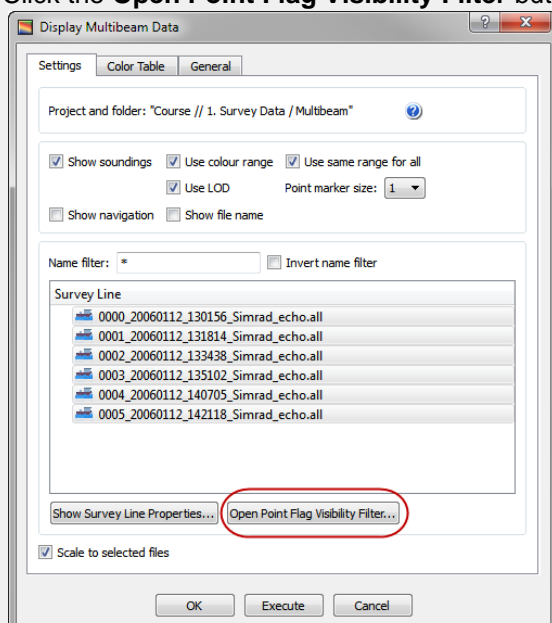 Click the Open Point Flag Visibility Filter but
Display Multibeam Data
Settings Color Table General
Project and folder: "Course // 1. Survey Data / Multibeam"
Show soundings Use colour range Use same range for all
Use LOD Point marker size: 1
Show navigation Show file name
Name filter: * Invert name filter
Survey Line
0000_20060112_130156_Simrad_echo.all
0001_20060112_131814_Simrad_echo.all
0002_20060112_133438_Simrad_echo.all
0003_20060112_135102_Simrad_echo.all
0004_20060112_140705_Simrad_echo.all
0005_20060112_142118_Simrad_echo.all
Show Survey Line Properties... Open Point Flag Visibility Filter...
Scale to selected files
OK Execute Cancel